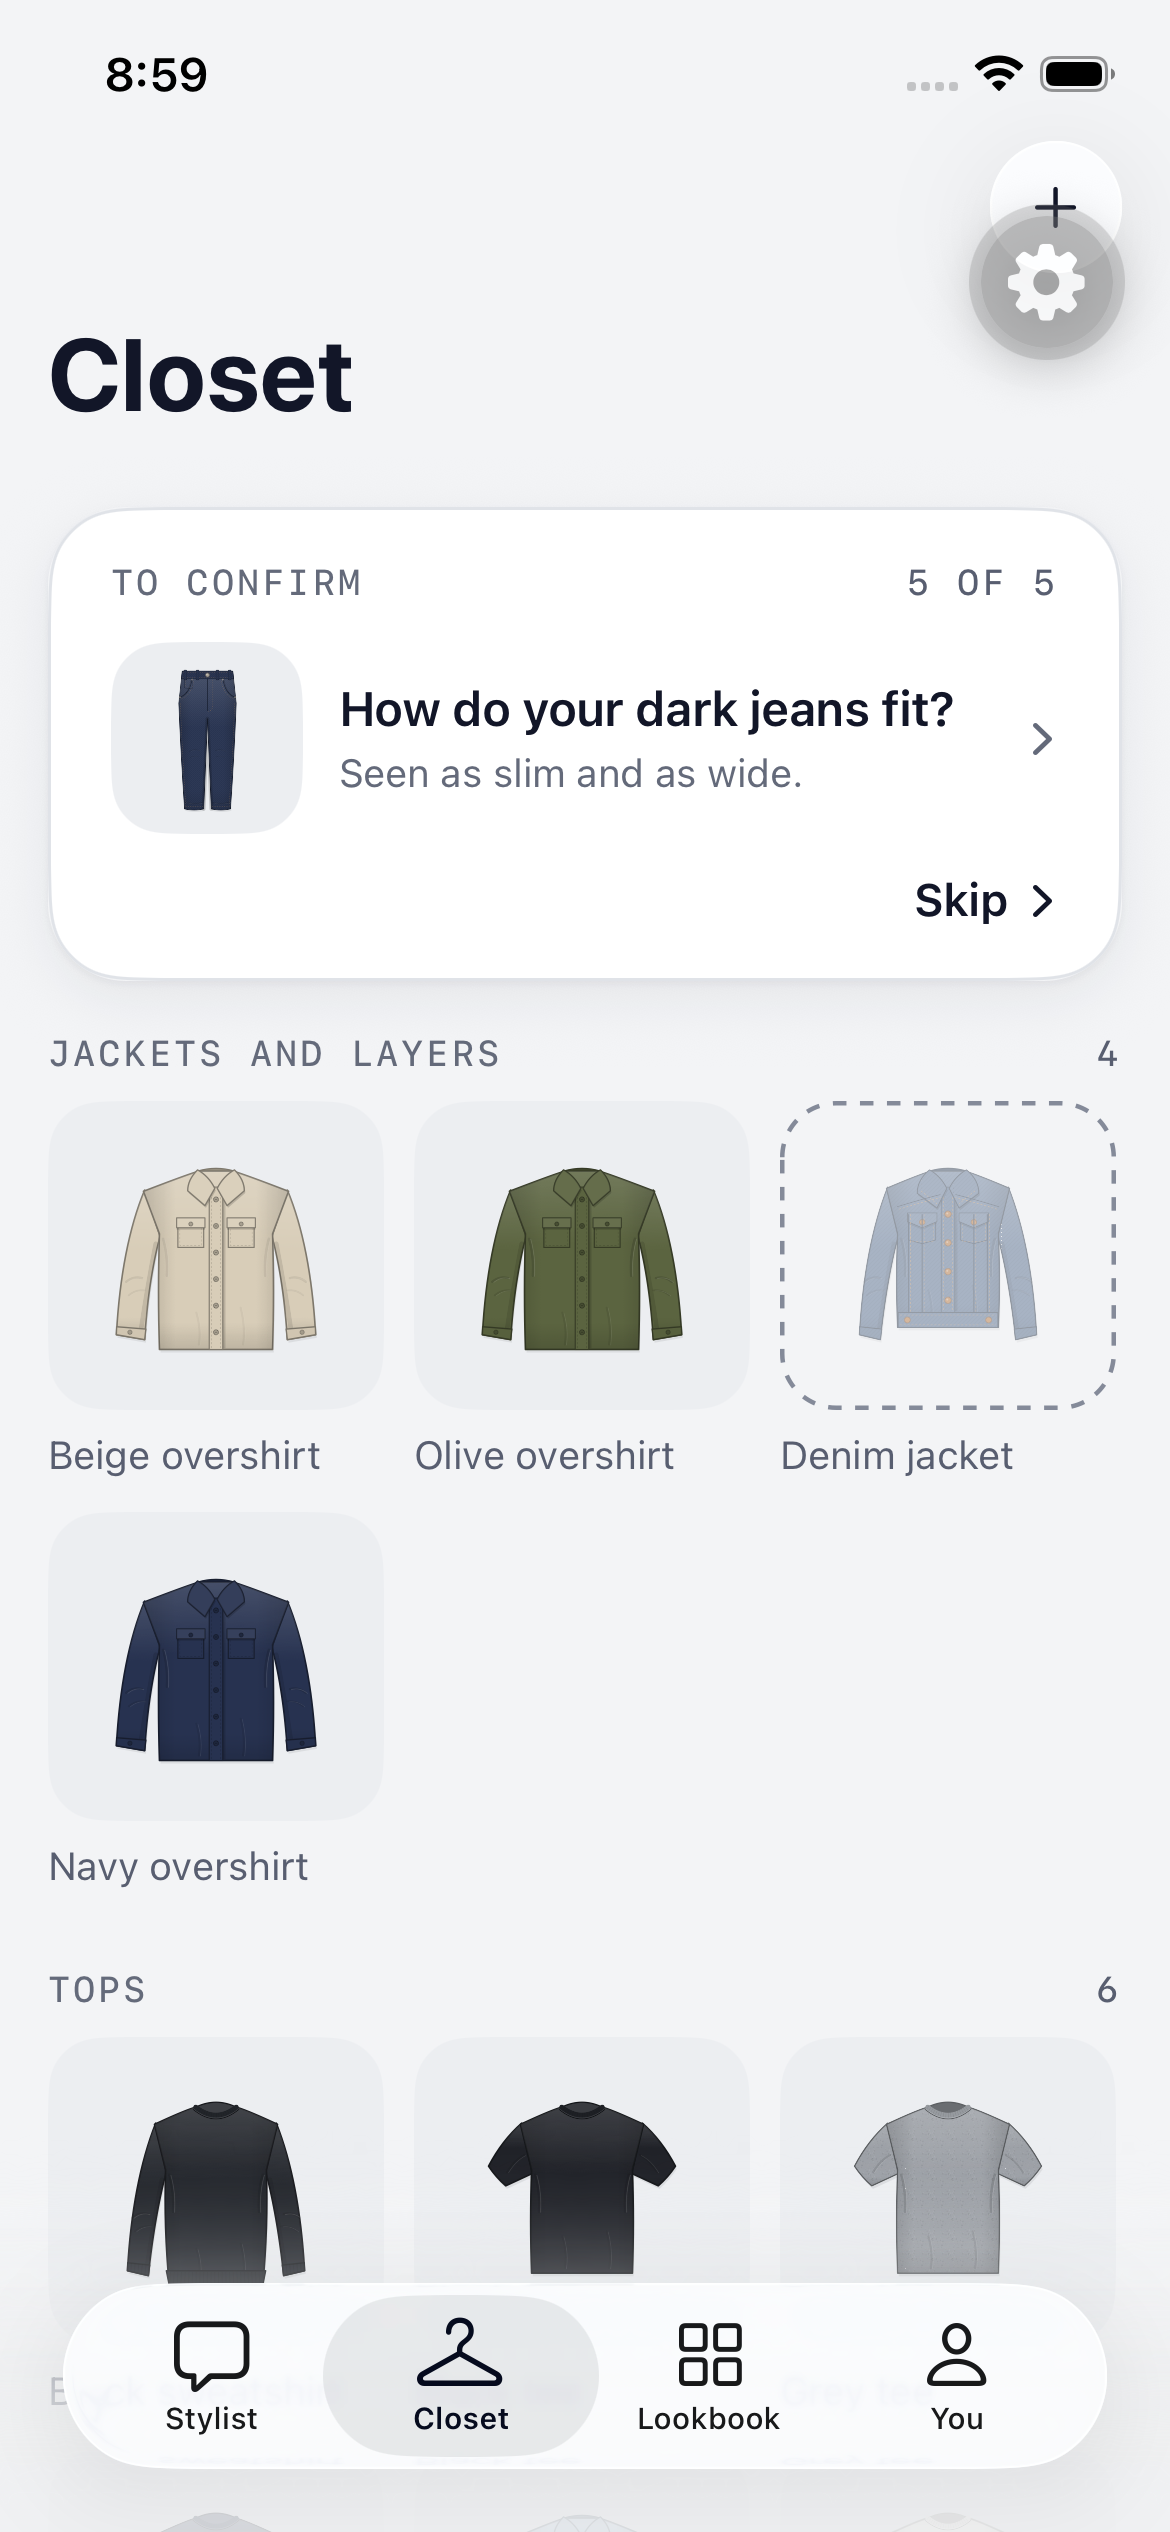 8:59
Closet
TO CONFIRM
5 OF 5
How do your dark jeans fit?
Seen as slim and as wide.
Skip
JACKETS AND LAYERS
4
Beige overshirt
Olive overshirt
Denim jacket
Navy overshirt
TOPS
6
Grey tee
Stylist
Closet
Lookbook
You